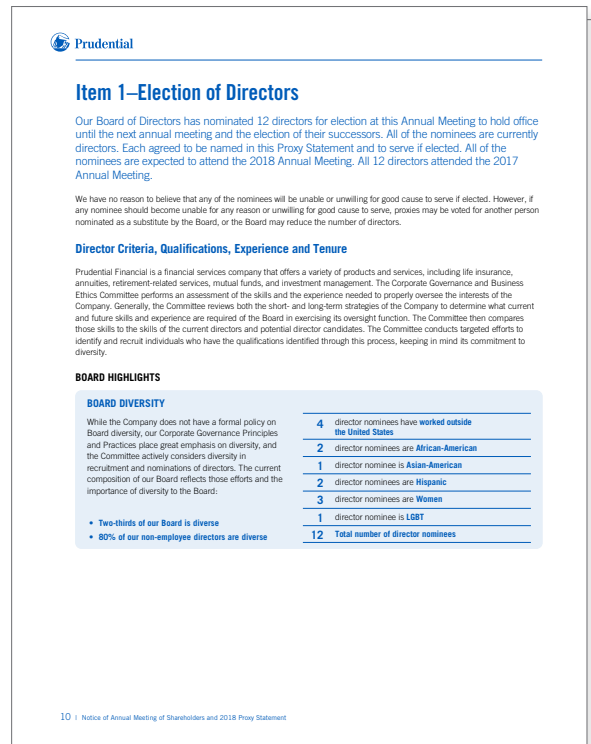 Prudential
Item 1–Election of Directors
Our Board of Directors has nominated 12 directors for election at this Annual Meeting to hold office
until the next annual meeting and the election of their successors. All of the nominees are currently
directors. Each agreed to be named in this Proxy Statement and to serve if elected. All of the
nominees are expected to attend the 2018 Annual Meeting. All 12 directors attended the 2017
Annual Meeting.
We have no reason to believe that any of the nominees will be unable or unwilling for good cause to serve if elected. However, if
any nominee should become unable for any reason or unwilling for good cause to serve, proxies may be voted for another person
nominated as a substitute by the Board, or the Board may reduce the number of directors.
Director Criteria, Qualifications, Experience and Tenure
Prudential Financial is a financial services company that offers a variety of products and services, including life insurance,
annuities, retirement-related services, mutual funds, and investment management. The Corporate Governance and Business
Ethics Committee performs an assessment of the skills and the experience needed to properly oversee the interests of the
Company. Generally, the Committee reviews both the short- and long-term strategies of the Company to determine what current
and future skills and experience are required of the Board in exercising its oversight function. The Committee then compares
those skills to the skills of the current directors and potential director candidates. The Committee conducts targeted efforts to
identify and recruit individuals who have the qualifications identified through this process, keeping in mind its commitment to
diversity.
BOARD HIGHLIGHTS
BOARD DIVERSITY
While the Company does not have a formal policy on
Board diversity, our Corporate Governance Principles
and Practices place great emphasis on diversity, and
the Committee actively considers diversity in
recruitment and nominations of directors. The current
composition of our Board reflects those efforts and the
importance of diversity to the Board:
• Two-thirds of our Board is diverse
• 80% of our non-employee directors are diverse
4 director nominees have worked outside
the United States
2 director nominees are African-American
1 director nominee is Asian-American
2 director nominees are Hispanic
3 director nominees are Women
1 director nominee is LGBT
12 Total number of director nominees
10 | Notice of Annual Meeting of Shareholders and 2018 Proxy Statement